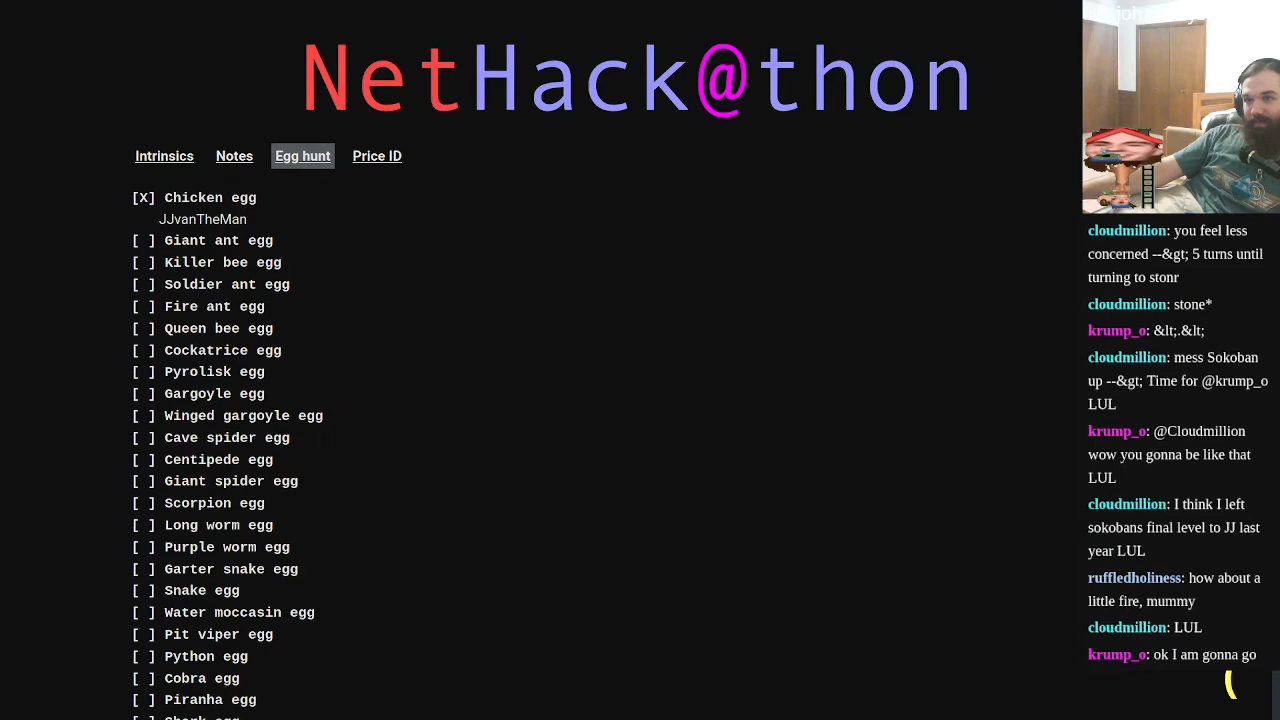 NetHack@thon
Intrinsics Notes Egg hunt Price ID
[X] Chicken egg
JJvanTheMan
[ ] Giant ant egg
[ ] Killer bee egg
[ ] Soldier ant egg
[ ] Fire ant egg
[ ] Queen bee egg
[ ] Cockatrice egg
[ ] Pyrolisk egg
[ ] Gargoyle egg
[ ] Winged gargoyle egg
[ ] Cave spider egg
[ ] Centipede egg
[ ] Giant spider egg
[ ] Scorpion egg
[ ] Long worm egg
[ ] Purple worm egg
[ ] Garter snake egg
[ ] Snake egg
[ ] Water moccasin egg
[ ] Pit viper egg
[ ] Python egg
[ ] Cobra egg
[ ] Piranha egg
cloudmillion: you feel less
concerned --&gt; 5 turns until
turning to stonr
cloudmillion: stone*
krump_o: &lt;.&lt;
cloudmillion: mess Sokoban
up --&gt; Time for @krump_o
LUL
krump_o: @Cloudmillion
wow you gonna be like that
LUL
cloudmillion: I think I left
sokobans final level to JJ last
year LUL
ruffledholiness: how about a
little fire, mummy
cloudmillion: LUL
krump_o: ok I am gonna go
(